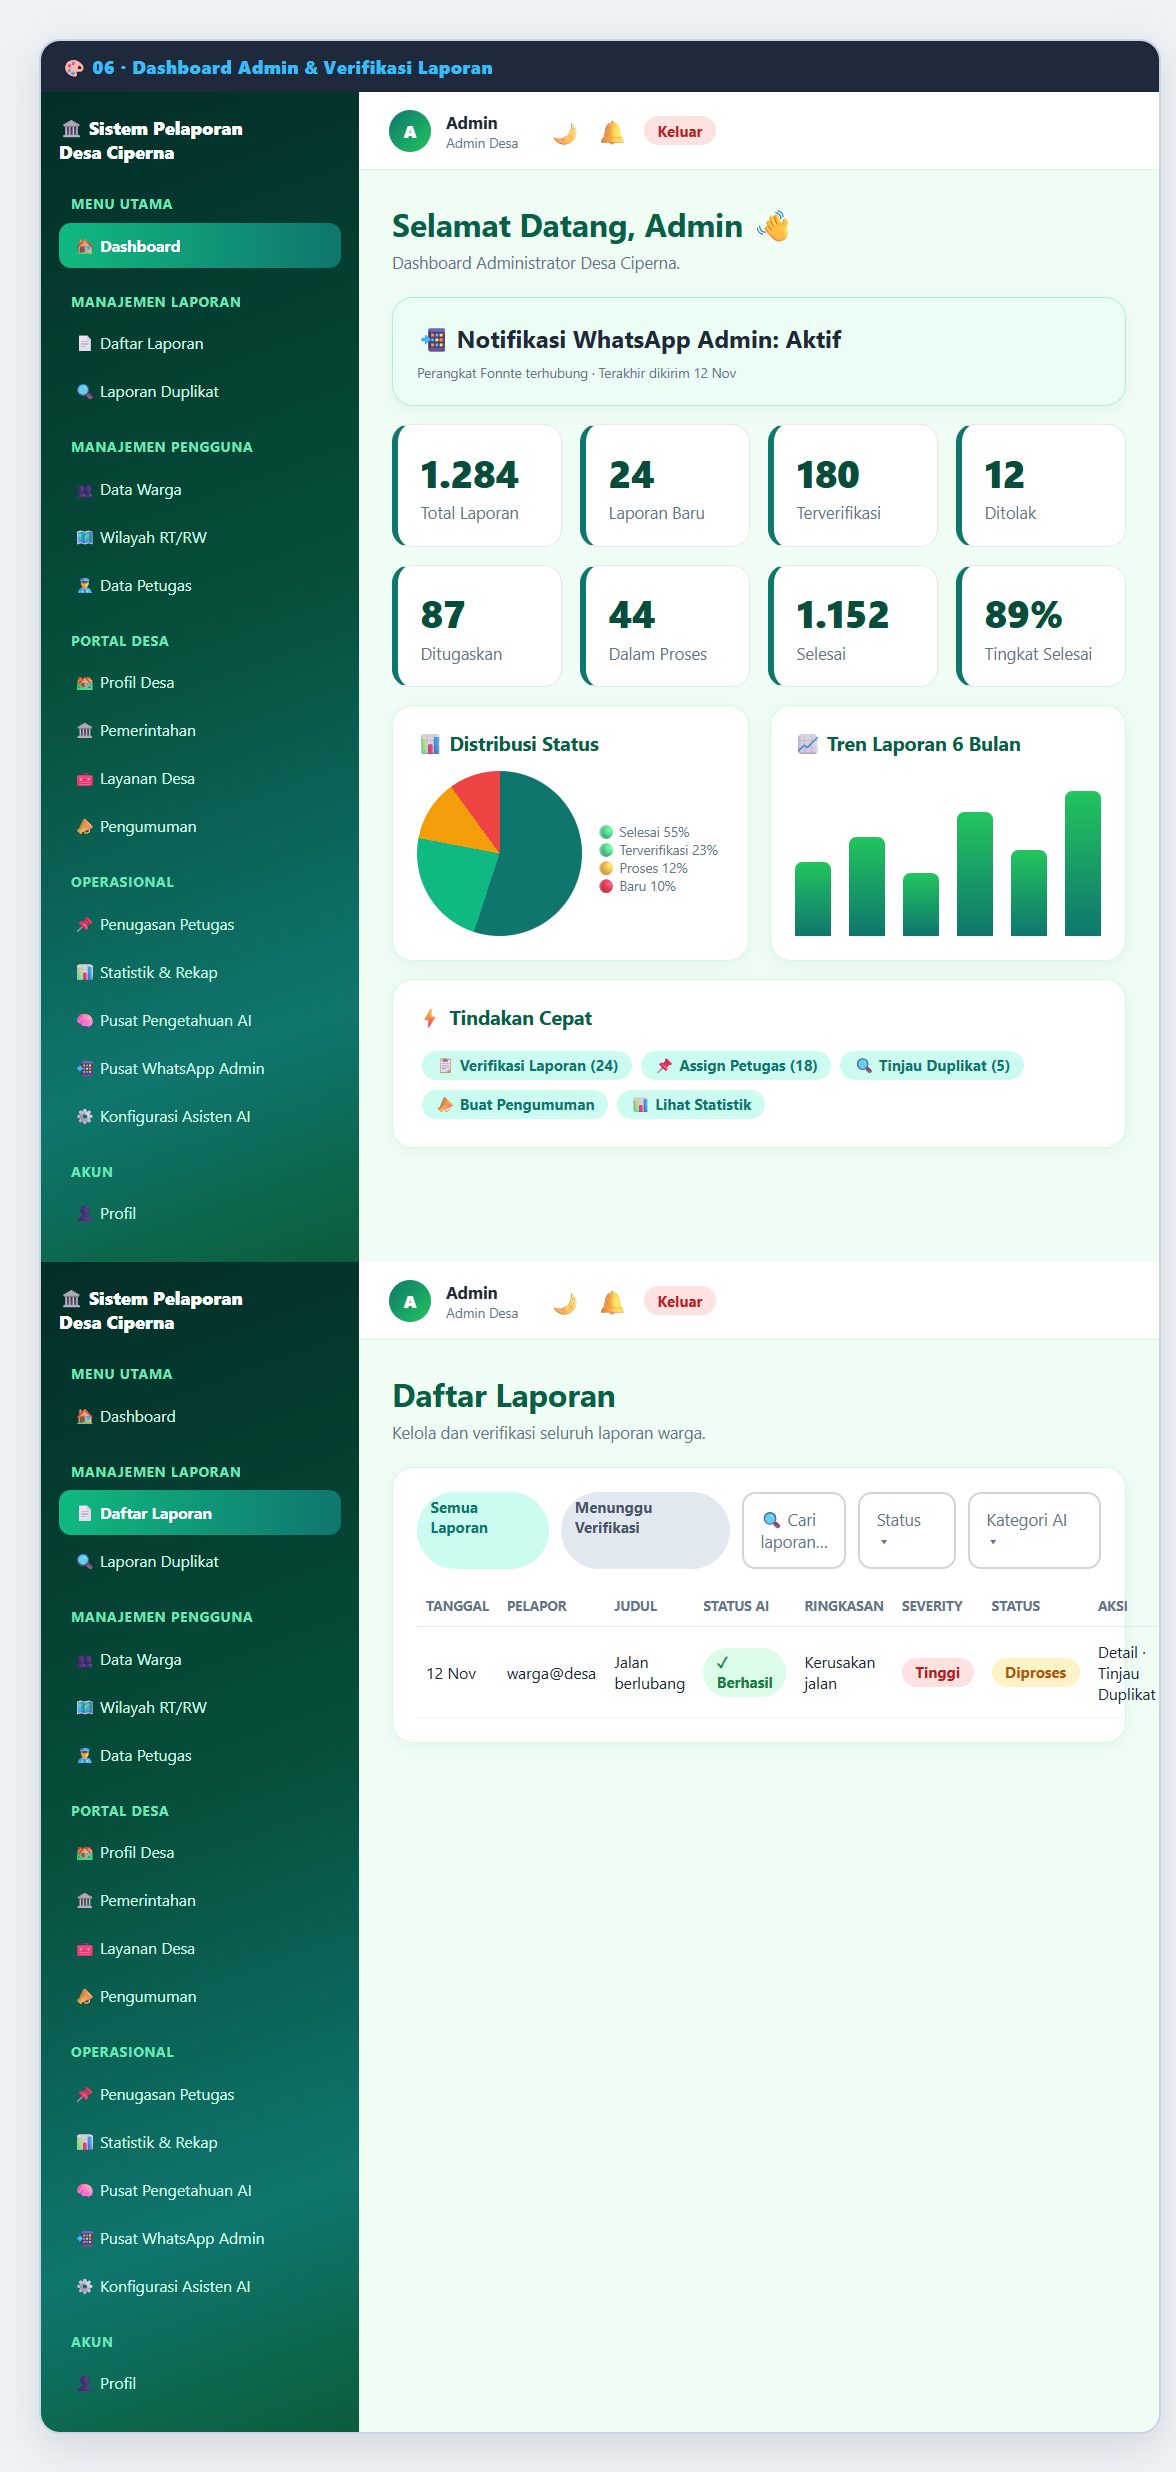 06 · Dashboard Admin & Verifikasi Laporan
Sistem Pelaporan
Desa Ciperna
MENU UTAMA
Dashboard
MANAJEMEN LAPORAN
Daftar Laporan
Laporan Duplikat
MANAJEMEN PENGGUNA
Data Warga
Wilayah RT/RW
Data Petugas
PORTAL DESA
Profil Desa
Pemerintahan
Layanan Desa
Pengumuman
OPERASIONAL
Penugasan Petugas
Statistik & Rekap
Pusat Pengetahuan AI
Pusat WhatsApp Admin
Konfigurasi Asisten AI
AKUN
Profil
A
Admin
Admin Desa
Keluar
Selamat Datang, Admin
Dashboard Administrator Desa Ciperna.
Notifikasi WhatsApp Admin: Aktif
Perangkat Fonnte terhubung · Terakhir dikirim 12 Nov
1.284
Total Laporan
24
Laporan Baru
180
Terverifikasi
12
Ditolak
87
Ditugaskan
44
Dalam Proses
1.152
Selesai
89%
Tingkat Selesai
Distribusi Status
Selesai 55%
Terverifikasi 23%
Proses 12%
Baru 10%
Tren Laporan 6 Bulan
Tindakan Cepat
Verifikasi Laporan (24)
Assign Petugas (18)
Tinjau Duplikat (5)
Buat Pengumuman
Lihat Statistik
Sistem Pelaporan
Desa Ciperna
MENU UTAMA
Dashboard
MANAJEMEN LAPORAN
Daftar Laporan
Laporan Duplikat
MANAJEMEN PENGGUNA
Data Warga
Wilayah RT/RW
Data Petugas
PORTAL DESA
Profil Desa
Pemerintahan
Layanan Desa
Pengumuman
OPERASIONAL
Penugasan Petugas
Statistik & Rekap
Pusat Pengetahuan AI
Pusat WhatsApp Admin
Konfigurasi Asisten AI
AKUN
Profil
A
Admin
Admin Desa
Keluar
Daftar Laporan
Kelola dan verifikasi seluruh laporan warga.
Semua
Laporan
Menunggu
Verifikasi
Cari
laporan...
Status
Kategori AI
TANGGAL PELAPOR JUDUL STATUS AI RINGKASAN SEVERITY STATUS AKSI
12 Nov
warga@desa
Jalan
berlubang
✓
Berhasil
Kerusakan
jalan
Tinggi
Diproses
Detail ·
Tinjau
Duplikat